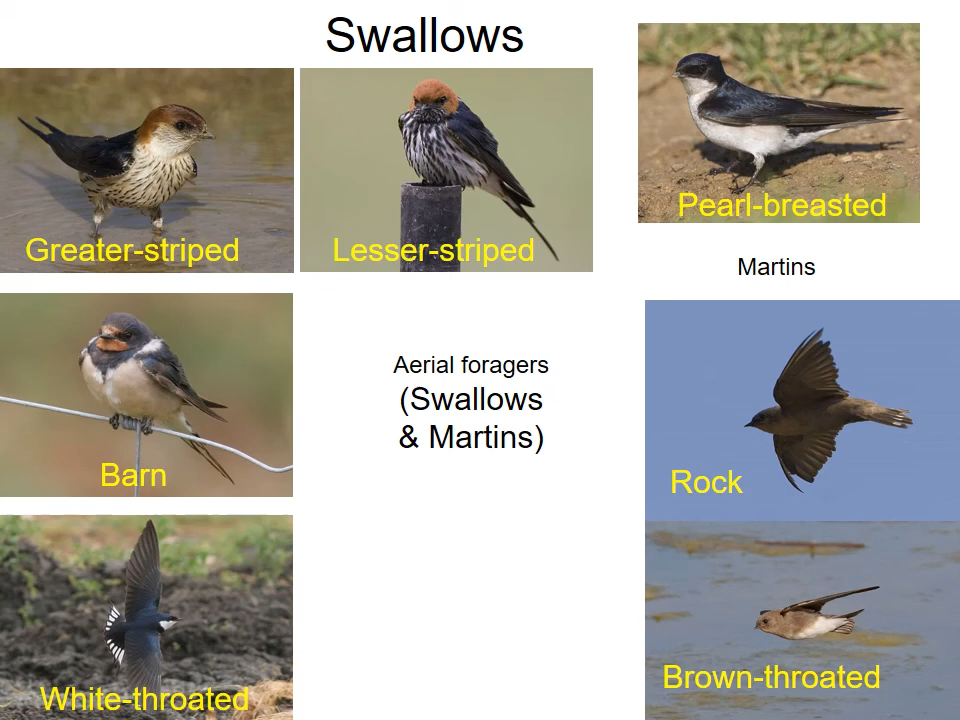 Swallows
Greater-striped
Lesser-striped
Pearl-breasted
Martins
Barn
Aerial foragers
(Swallows
& Martins)
Rock
White-throated
Brown-throated